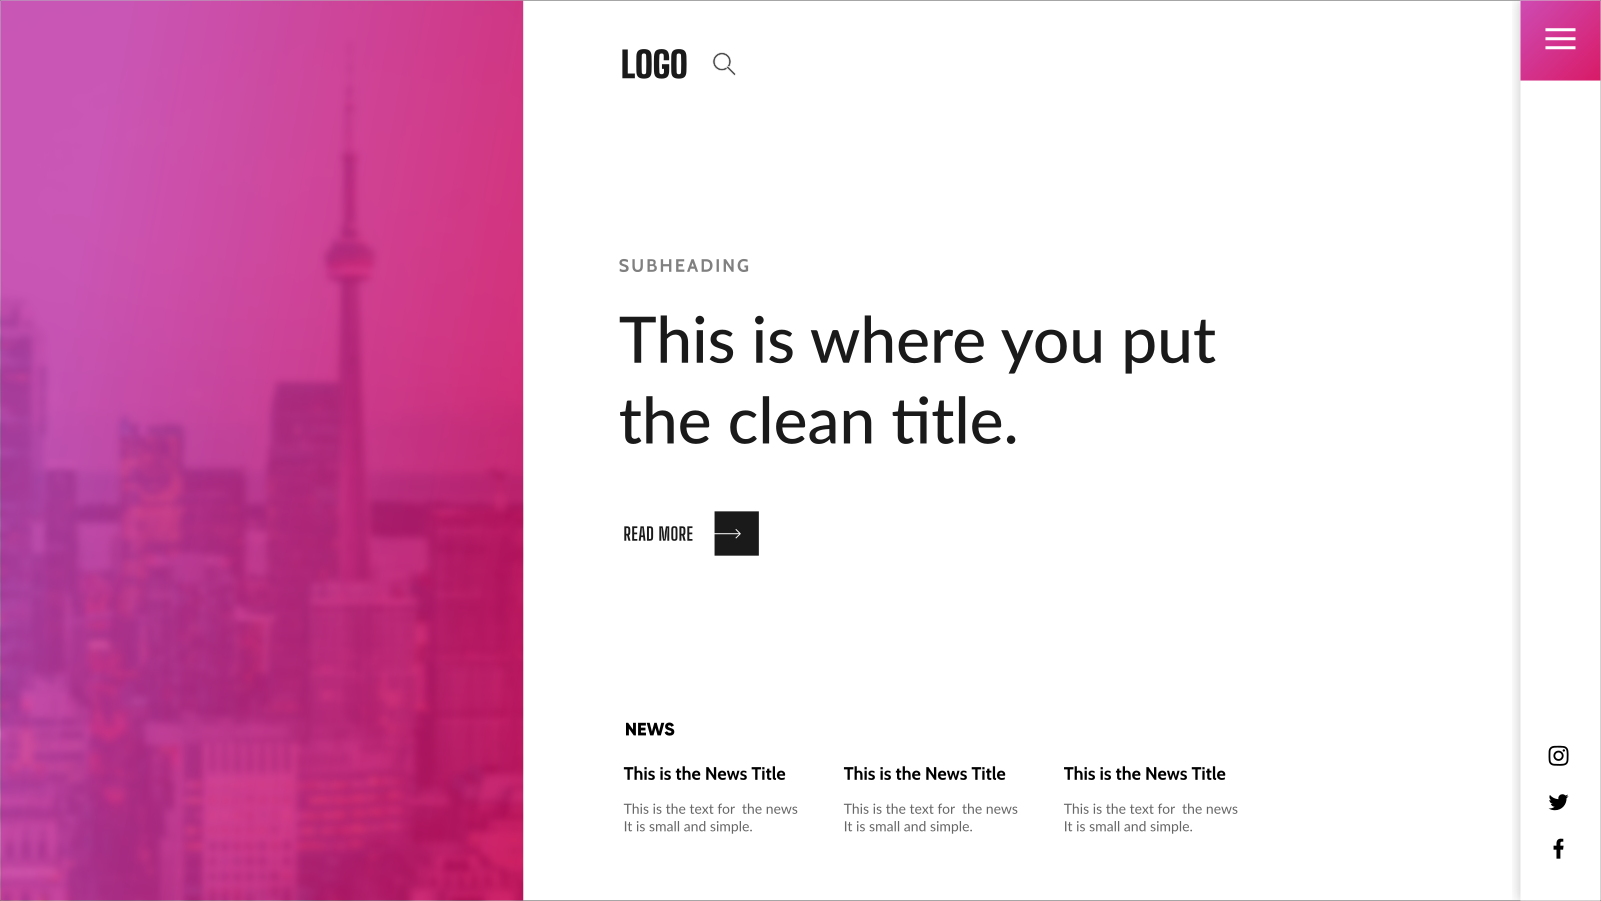 LOGO
SUBHEADING
This is where you put
the clean title.
READ MORE
NEWS
This is the News Title
This is the text for  the news
It is small and simple.
This is the News Title
This is the text for  the news
It is small and simple.
This is the News Title
This is the text for  the news
It is small and simple.